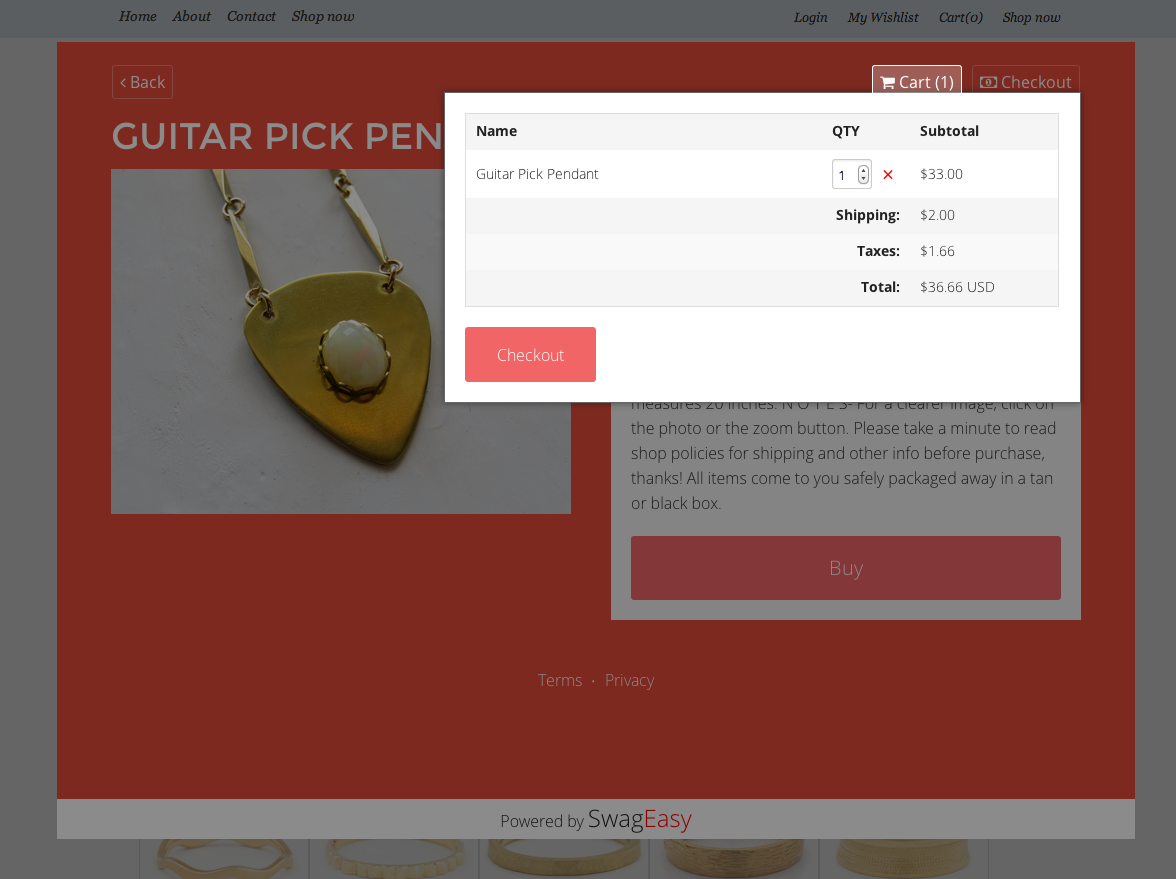 Home About Contact Shop now Login My Wishlist Cart(0) Shop now
Back Cart (1) Checkout
GUITAR PICK PEN
Name QTY Subtotal
Guitar Pick Pendant 1 $33.00
Shipping: $2.00
Taxes: $1.66
Total: $36.66 USD
Checkout
measures 20 inches. N O T E S- For a clearer image, click on
the photo or the zoom button. Please take a minute to read
shop policies for shipping and other info before purchase,
thanks! All items come to you safely packaged away in a tan
or black box.
Buy
Terms · Privacy
Powered by SwagEasy